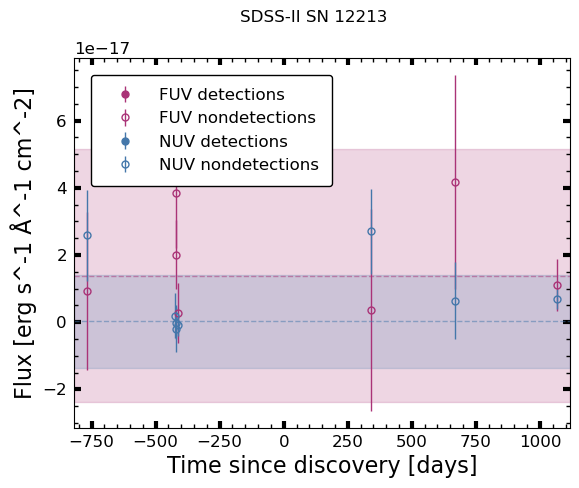 SDSS-II SN 12213
1e−17
FUV detections
FUV nondetections
NUV detections
NUV nondetections
6
4
2
0
−2
Flux [erg s^-1 Å^-1 cm^-2]
−750 −500 −250 0 250 500 750 1000
Time since discovery [days]